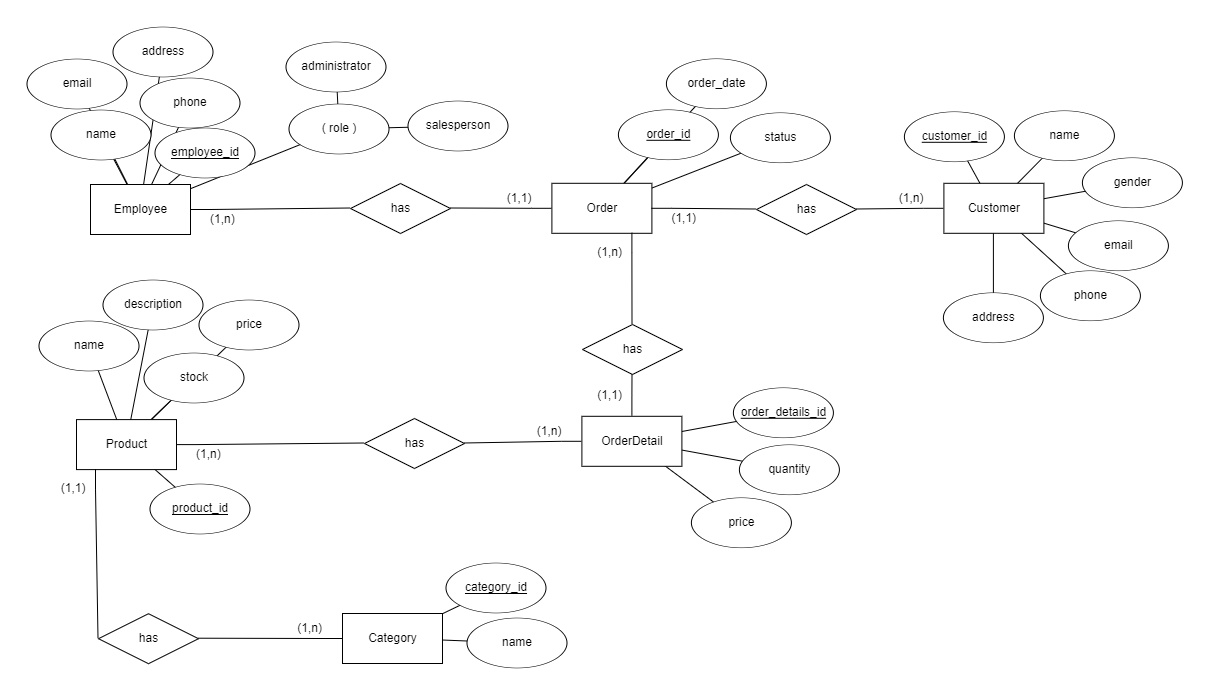 address
email
phone
name
employee_id
administrator
( role )
salesperson
Employee
(1,n)
has
(1,1)
order_date
order_id
status
Order
(1,1)
(1,n)
has
(1,n)
customer_id
name
gender
Customer
email
phone
address
has
(1,1)
description
price
name
stock
Product
(1,n)
(1,1)
product_id
has
(1,n)
OrderDetail
order_details_id
quantity
price
has
(1,n)
Category
category_id
name